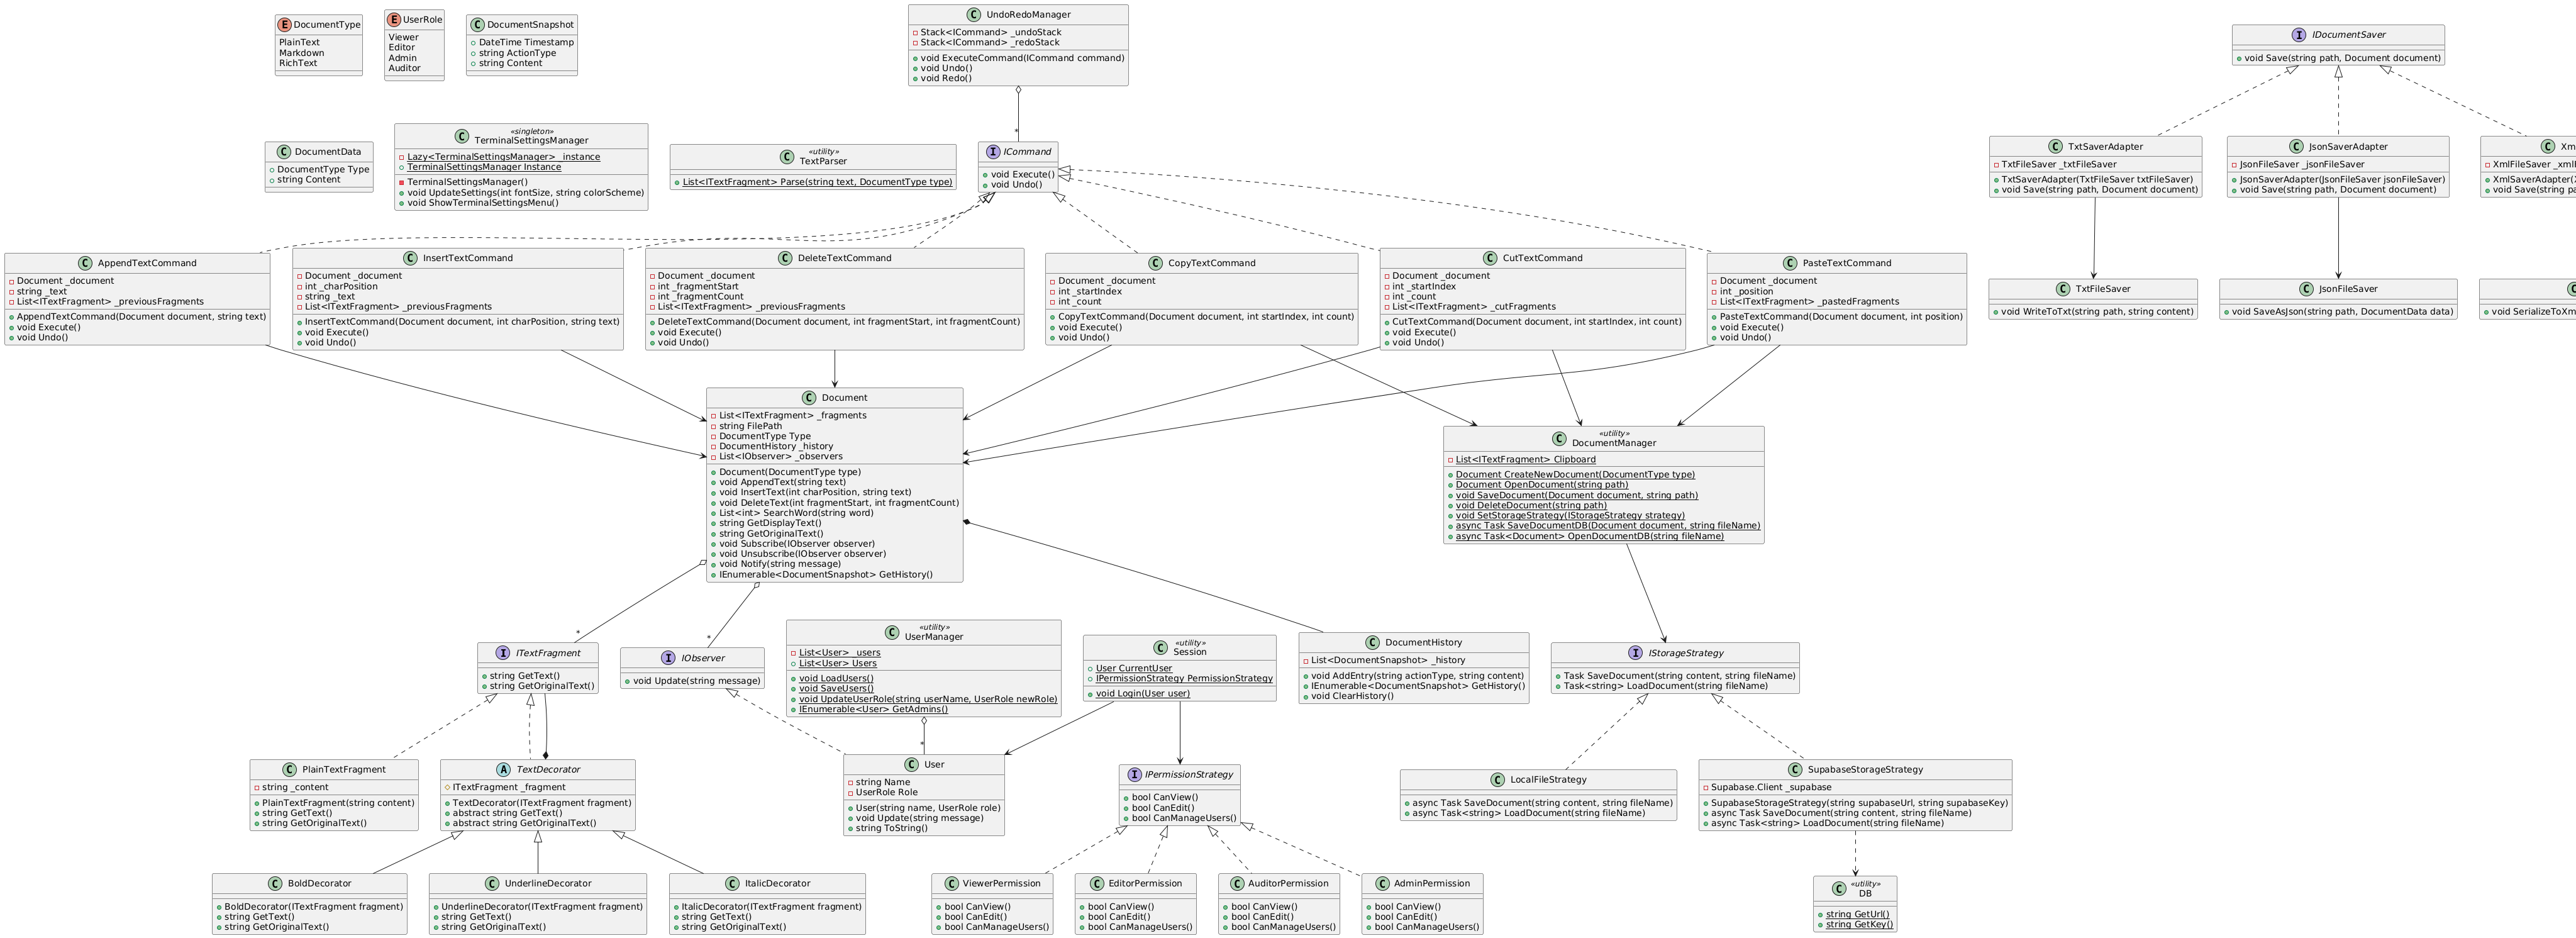 E DocumentType
PlainText
Markdown
RichText
E UserRole
Viewer
Editor
Admin
Auditor
C DocumentSnapshot
DateTime Timestamp
string ActionType
string Content
C UndoRedoManager
Stack<ICommand> _undoStack
Stack<ICommand> _redoStack
void ExecuteCommand(ICommand command)
void Undo()
void Redo()
I IDocumentSaver
void Save(string path, Document document)
C DocumentData
DocumentType Type
string Content
C «singleton»
TerminalSettingsManager
Lazy<TerminalSettingsManager> _instance
TerminalSettingsManager Instance
TerminalSettingsManager()
void UpdateSettings(int fontSize, string colorScheme)
void ShowTerminalSettingsMenu()
C «utility»
TextParser
List<ITextFragment> Parse(string text, DocumentType type)
*
I ICommand
void Execute()
void Undo()
C TxtSaverAdapter
TxtFileSaver _txtFileSaver
TxtSaverAdapter(TxtFileSaver txtFileSaver)
void Save(string path, Document document)
C JsonSaverAdapter
JsonFileSaver _jsonFileSaver
JsonSaverAdapter(JsonFileSaver jsonFileSaver)
void Save(string path, Document document)
C AppendTextCommand
Document _document
string _text
List<ITextFragment> _previousFragments
AppendTextCommand(Document document, string text)
void Execute()
void Undo()
C InsertTextCommand
Document _document
int _charPosition
string _text
List<ITextFragment> _previousFragments
InsertTextCommand(Document document, int charPosition, string text)
void Execute()
void Undo()
C DeleteTextCommand
Document _document
int _fragmentStart
int _fragmentCount
List<ITextFragment> _previousFragments
DeleteTextCommand(Document document, int fragmentStart, int fragmentCount)
void Execute()
void Undo()
C CopyTextCommand
Document _document
int _startIndex
int _count
CopyTextCommand(Document document, int startIndex, int count)
void Execute()
void Undo()
C CutTextCommand
Document _document
int _startIndex
int _count
List<ITextFragment> _cutFragments
CutTextCommand(Document document, int startIndex, int count)
void Execute()
void Undo()
C PasteTextCommand
Document _document
int _position
List<ITextFragment> _pastedFragments
PasteTextCommand(Document document, int position)
void Execute()
void Undo()
C TxtFileSaver
void WriteToTxt(string path, string content)
C JsonFileSaver
void SaveAsJson(string path, DocumentData data)
C Document
List<ITextFragment> _fragments
string FilePath
DocumentType Type
DocumentHistory _history
List<IObserver> _observers
Document(DocumentType type)
void AppendText(string text)
void InsertText(int charPosition, string text)
void DeleteText(int fragmentStart, int fragmentCount)
List<int> SearchWord(string word)
string GetDisplayText()
string GetOriginalText()
void Subscribe(IObserver observer)
void Unsubscribe(IObserver observer)
void Notify(string message)
IEnumerable<DocumentSnapshot> GetHistory()
C «utility»
DocumentManager
List<ITextFragment> Clipboard
Document CreateNewDocument(DocumentType type)
Document OpenDocument(string path)
void SaveDocument(Document document, string path)
void DeleteDocument(string path)
void SetStorageStrategy(IStorageStrategy strategy)
async Task SaveDocumentDB(Document document, string fileName)
async Task<Document> OpenDocumentDB(string fileName)
*
I ITextFragment
string GetText()
string GetOriginalText()
*
I IObserver
void Update(string message)
C «utility»
UserManager
List<User> _users
List<User> Users
void LoadUsers()
void SaveUsers()
void UpdateUserRole(string userName, UserRole newRole)
IEnumerable<User> GetAdmins()
C «utility»
Session
User CurrentUser
IPermissionStrategy PermissionStrategy
void Login(User user)
C DocumentHistory
List<DocumentSnapshot> _history
void AddEntry(string actionType, string content)
IEnumerable<DocumentSnapshot> GetHistory()
void ClearHistory()
I IStorageStrategy
Task SaveDocument(string content, string fileName)
Task<string> LoadDocument(string fileName)
C PlainTextFragment
string _content
PlainTextFragment(string content)
string GetText()
string GetOriginalText()
A TextDecorator
ITextFragment _fragment
TextDecorator(ITextFragment fragment)
abstract string GetText()
abstract string GetOriginalText()
*
C User
string Name
UserRole Role
User(string name, UserRole role)
void Update(string message)
string ToString()
I IPermissionStrategy
bool CanView()
bool CanEdit()
bool CanManageUsers()
C LocalFileStrategy
async Task SaveDocument(string content, string fileName)
async Task<string> LoadDocument(string fileName)
C SupabaseStorageStrategy
Supabase.Client _supabase
SupabaseStorageStrategy(string supabaseUrl, string supabaseKey)
async Task SaveDocument(string content, string fileName)
async Task<string> LoadDocument(string fileName)
C BoldDecorator
BoldDecorator(ITextFragment fragment)
string GetText()
string GetOriginalText()
C UnderlineDecorator
UnderlineDecorator(ITextFragment fragment)
string GetText()
string GetOriginalText()
C ItalicDecorator
ItalicDecorator(ITextFragment fragment)
string GetText()
string GetOriginalText()
C ViewerPermission
bool CanView()
bool CanEdit()
bool CanManageUsers()
C EditorPermission
bool CanView()
bool CanEdit()
bool CanManageUsers()
C AuditorPermission
bool CanView()
bool CanEdit()
bool CanManageUsers()
C AdminPermission
bool CanView()
bool CanEdit()
bool CanManageUsers()
C «utility»
DB
string GetUrl()
string GetKey()